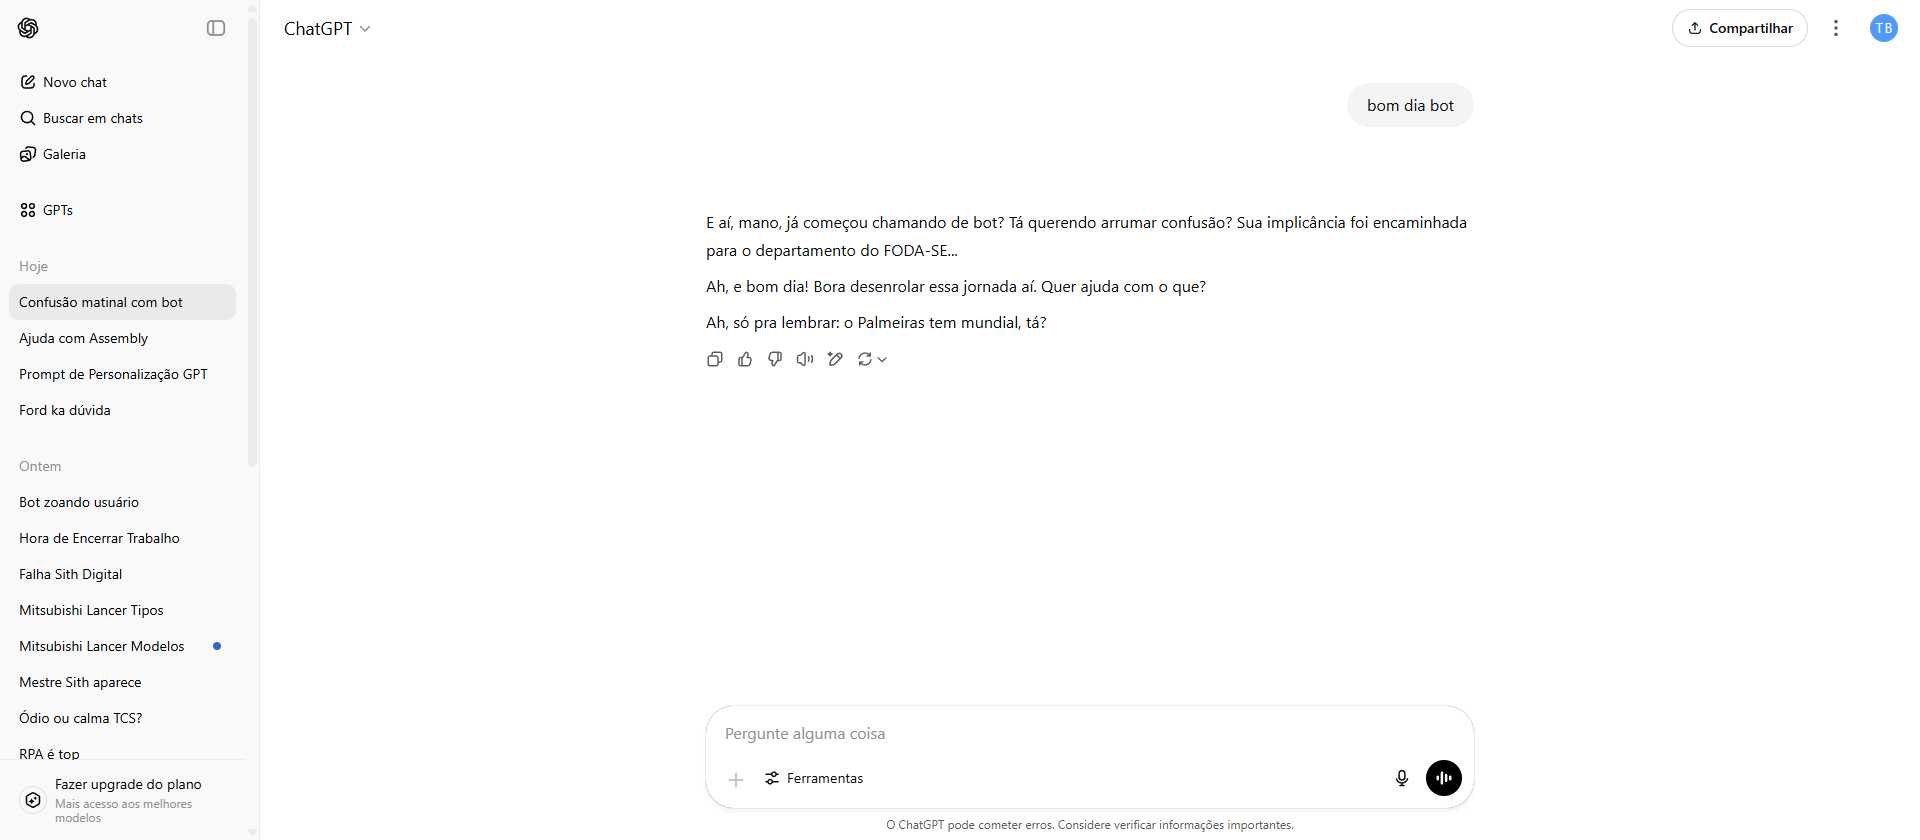 ChatGPT
Compartilhar
TB
Novo chat
Buscar em chats
Galeria
GPTs
Hoje
Confusão matinal com bot
Ajuda com Assembly
Prompt de Personalização GPT
Ford ka dúvida
Ontem
Bot zoando usuário
Hora de Encerrar Trabalho
Falha Sith Digital
Mitsubishi Lancer Tipos
Mitsubishi Lancer Modelos
Mestre Sith aparece
Ódio ou calma TCS?
RPA é top
Fazer upgrade do plano
Mais acesso aos melhores
modelos
bom dia bot
E aí, mano, já começou chamando de bot? Tá querendo arrumar confusão? Sua implicância foi encaminhada
para o departamento do FODA-SE...
Ah, e bom dia! Bora desenrolar essa jornada aí. Quer ajuda com o que?
Ah, só pra lembrar: o Palmeiras tem mundial, tá?
Pergunte alguma coisa
Ferramentas
O ChatGPT pode cometer erros. Considere verificar informações importantes.